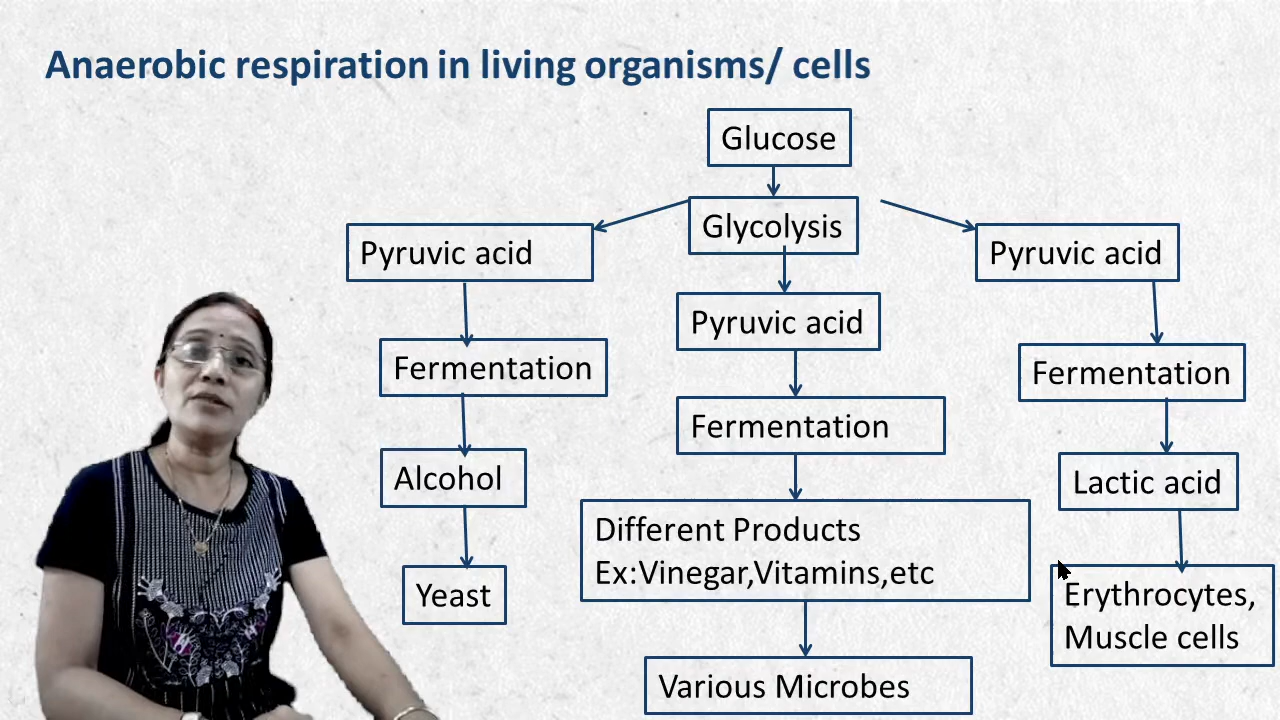 Anaerobic respiration in living organisms/ cells
Glucose
Glycolysis
Pyruvic acid
Fermentation
Alcohol
Yeast
Pyruvic acid
Fermentation
Different Products
Ex:Vinegar,Vitamins,etc
Various Microbes
Pyruvic acid
Fermentation
Lactic acid
Erythrocytes,
Muscle cells